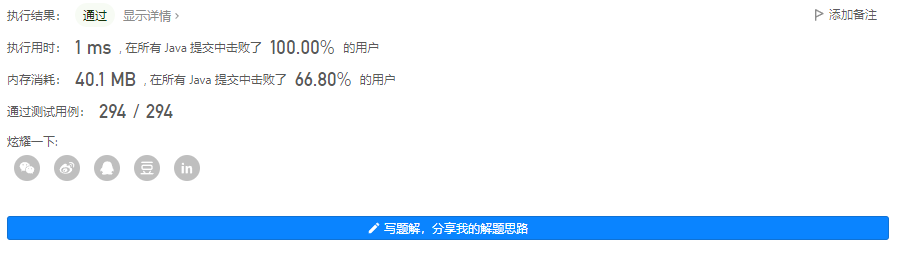 执行结果： 通过 显示详情 › 添加备注
执行用时： 1 ms , 在所有 Java 提交中击败了 100.00% 的用户
内存消耗： 40.1 MB , 在所有 Java 提交中击败了 66.80% 的用户
通过测试用例： 294 / 294
炫耀一下:
豆 in
写题解，分享我的解题思路